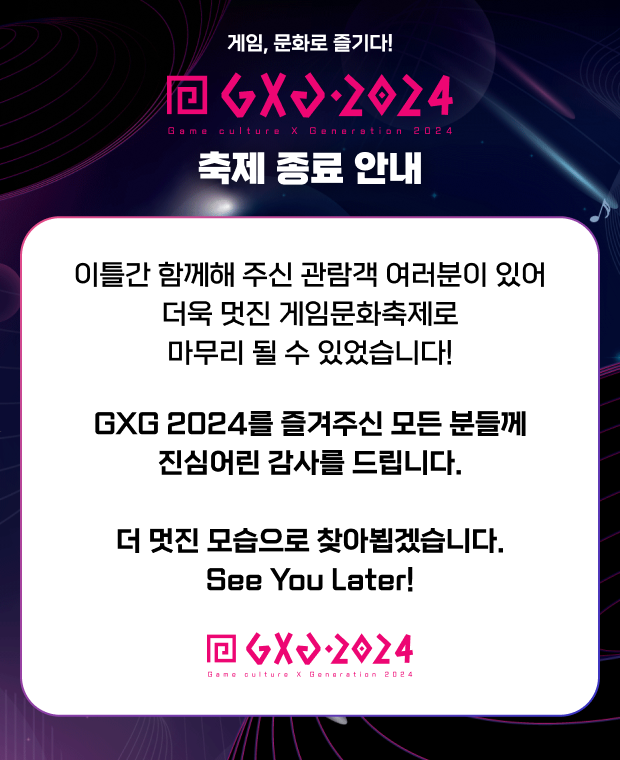 게임, 문화로 즐기다!
GXG·2024
Game culture X Generation 2024
축제 종료 안내
이틀간 함께해 주신 관람객 여러분이 있어
더욱 멋진 게임문화축제로
마무리 될 수 있었습니다!
GXG 2024를 즐겨주신 모든 분들께
진심어린 감사를 드립니다.
더 멋진 모습으로 찾아뵙겠습니다.
See You Later!
GXG·2024
Game culture X Generation 2024